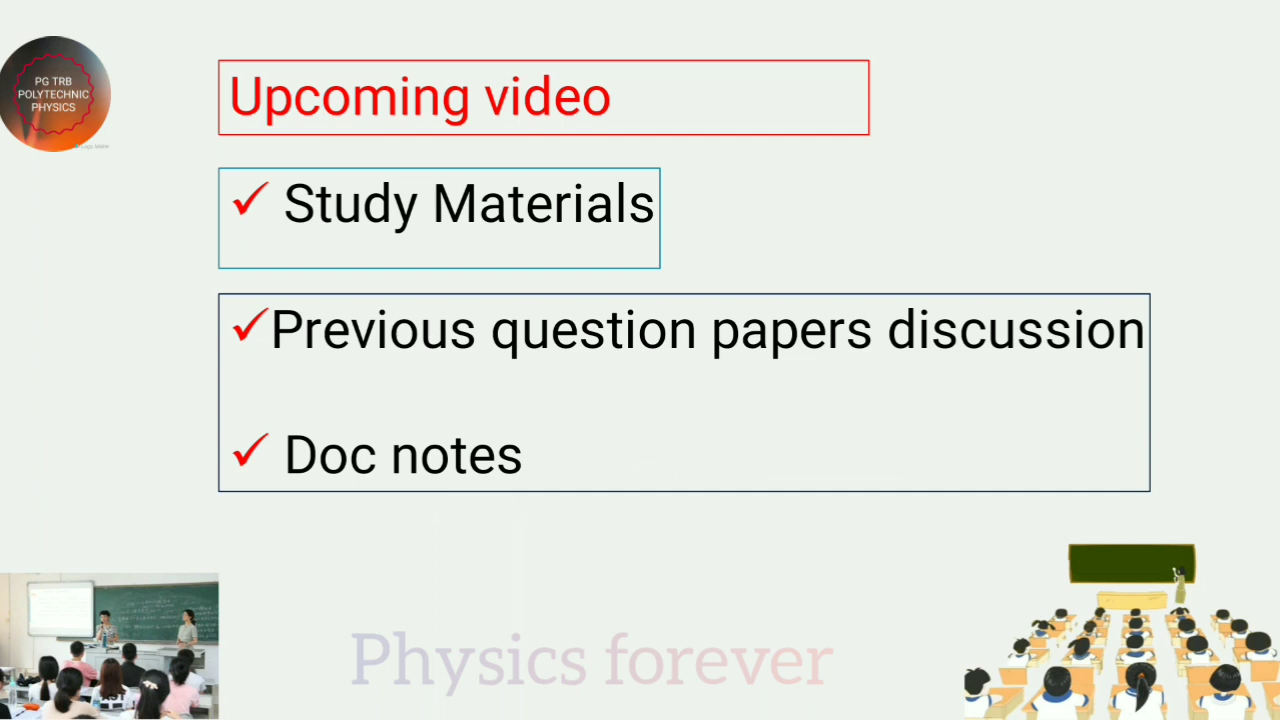 PG TRB
POLYTECHNIC
PHYSICS
Upcoming video
Study Materials
Previous question papers discussion
Doc notes
Physics forever